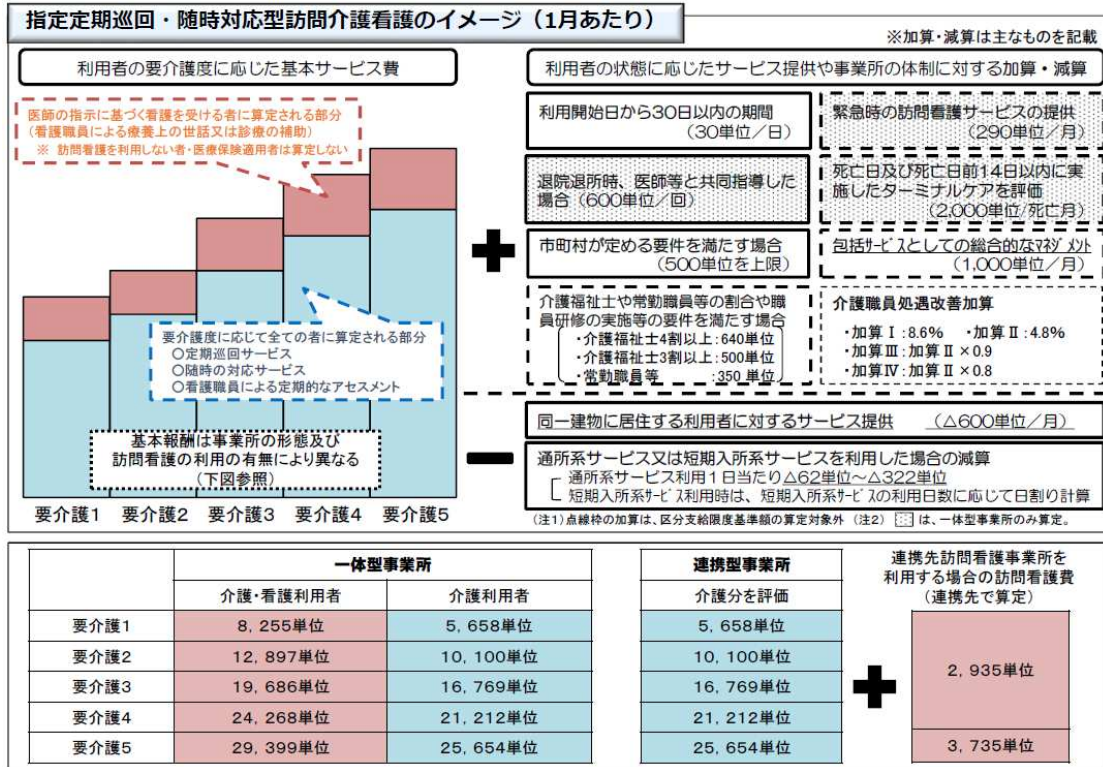 指定定期巡回・随時対応型訪問介護看護のイメージ（1月あたり）
※加算・減算は主なものを記載
利用者の要介護度に応じた基本サービス費
利用者の状態に応じたサービス提供や事業所の体制に対する加算・減算
医師の指示に基づく看護を受ける者に算定される部分
（看護職員による療養上の世話又は診療の補助）
※ 訪問看護を利用しない者・医療保険適用者は算定しない
要介護度に応じて全ての者に算定される部分
○定期巡回サービス
○随時の対応サービス
○看護職員による定期的なアセスメント
基本報酬は事業所の形態及び
訪問看護の利用の有無により異なる
（下図参照）
要介護1 要介護2 要介護3 要介護4 要介護5
利用開始日から30日以内の期間
（30単位／日）
緊急時の訪問看護サービスの提供
（290単位／月）
退院退所時、医師等と共同指導した
場合（600単位／回）
死亡日及び死亡日前14日以内に実
施したターミナルケアを評価
（2,000単位/死亡月）
市町村が定める要件を満たす場合
（500単位を上限）
包括サービスとしての総合的なマネジメント
（1,000単位／月）
介護福祉士や常勤職員等の割合や職
員研修の実施等の要件を満たす場合
・介護福祉士4割以上：640単位
・介護福祉士3割以上：500単位
・常勤職員等 ：350 単位
介護職員処遇改善加算
・加算Ⅰ：8.6% ・加算Ⅱ：4.8%
・加算Ⅲ：加算Ⅱ×0.9
・加算Ⅳ：加算Ⅱ×0.8
同一建物に居住する利用者に対するサービス提供 （△600単位／月）
通所系サービス又は短期入所系サービスを利用した場合の減算
通所系サービス利用１日当たり△62単位～△322単位
短期入所系サービス利用時は、短期入所系サービスの利用日数に応じて日割り計算
（注1）点線枠の加算は、区分支給限度基準額の算定対象外 （注2） は、一体型事業所のみ算定。
一体型事業所 連携型事業所
介護・看護利用者 介護利用者 介護分を評価
連携先訪問看護事業所を
利用する場合の訪問看護費
（連携先で算定）
要介護1 8，255単位 5，658単位 5，658単位
要介護2 12，897単位 10，100単位 10，100単位
要介護3 19，686単位 16，769単位 16，769単位
要介護4 24，268単位 21，212単位 21，212単位
2，935単位
要介護5 29，399単位 25，654単位 25，654単位 3，735単位